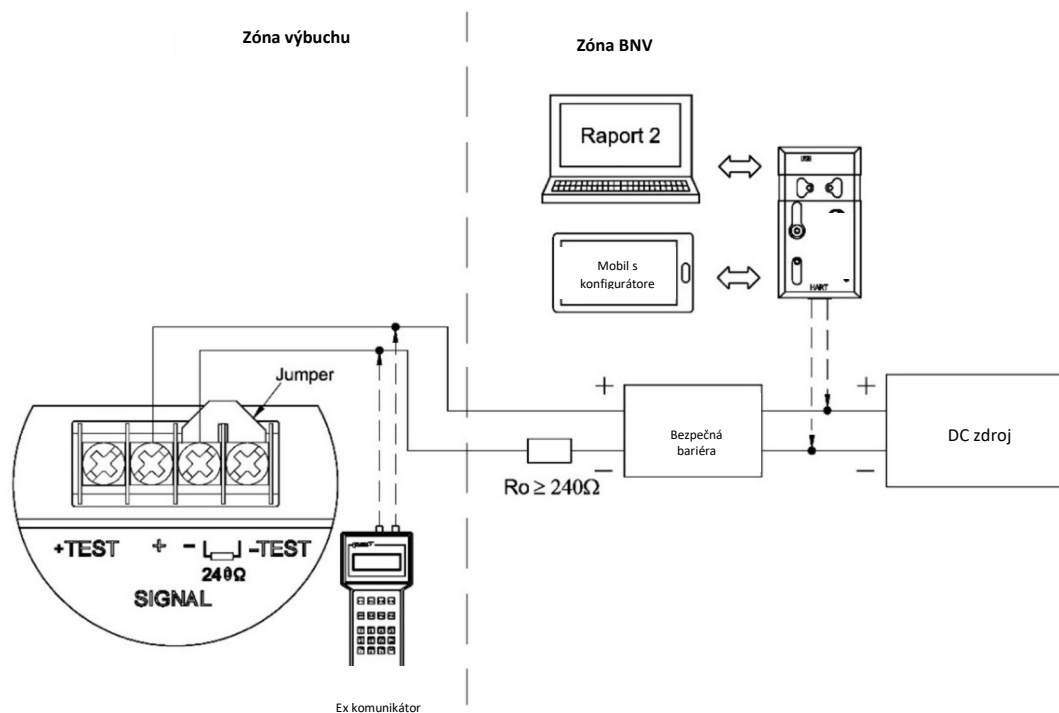 Zóna výbuchu
Zóna BNV
Raport 2
USB
Mobil s
konfigurátore
HART
Jumper
+
+
Bezpečná
bariéra
DC zdroj
−
−
Ro ≥ 240Ω
+TEST + − -TEST
240Ω
SIGNAL
Ex komunikátor